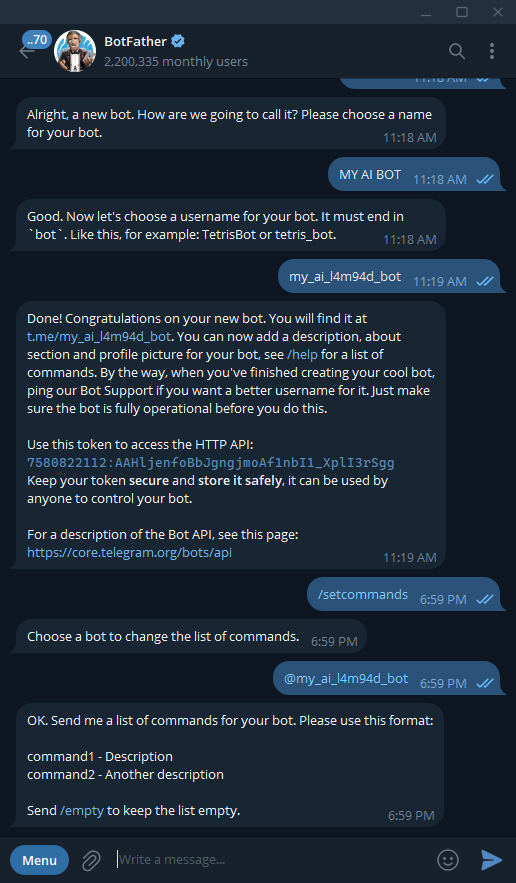 ..70
BotFather
2,200,335 monthly users
Alright, a new bot. How are we going to call it? Please choose a name
for your bot.
11:18 AM
MY AI BOT
11:18 AM
Good. Now let's choose a username for your bot. It must end in
`bot`. Like this, for example: TetrisBot or tetris_bot.
11:18 AM
my_ai_l4m94d_bot
11:19 AM
Done! Congratulations on your new bot. You will find it at
t.me/my_ai_l4m94d_bot. You can now add a description, about
section and profile picture for your bot, see /help for a list of
commands. By the way, when you've finished creating your cool bot,
ping our Bot Support if you want a better username for it. Just make
sure the bot is fully operational before you do this.
Use this token to access the HTTP API:
7580822112:AAHljenfoBbJgngjmoAf1nbI1_XplI3rSgg
Keep your token secure and store it safely, it can be used by
anyone to control your bot.
For a description of the Bot API, see this page:
https://core.telegram.org/bots/api
11:19 AM
/setcommands
6:59 PM
Choose a bot to change the list of commands.
6:59 PM
@my_ai_l4m94d_bot
6:59 PM
OK. Send me a list of commands for your bot. Please use this format:
command1 - Description
command2 - Another description
Send /empty to keep the list empty.
6:59 PM
Menu
Write a message...